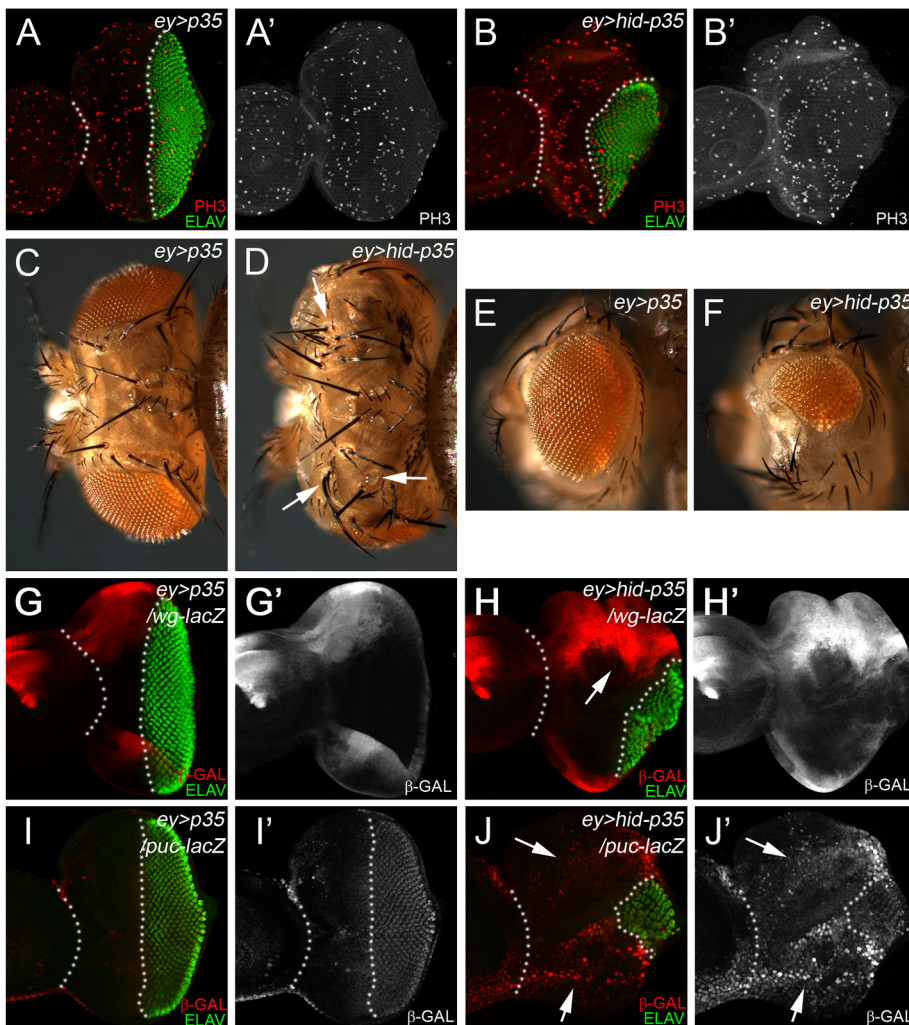 A
ey>p35
PH3
ELAV
A'
PH3
B
ey>hid-p35
PH3
ELAV
B'
PH3
C
ey>p35
D
ey>hid-p35
E
ey>p35
F
ey>hid-p35
G
ey>p35
/wg-lacZ
β-GAL
ELAV
G'
β-GAL
H
ey>hid-p35
/wg-lacZ
β-GAL
ELAV
H'
β-GAL
I
ey>p35
/puc-lacZ
β-GAL
ELAV
I'
β-GAL
J
ey>hid-p35
/puc-lacZ
β-GAL
ELAV
J'
β-GAL